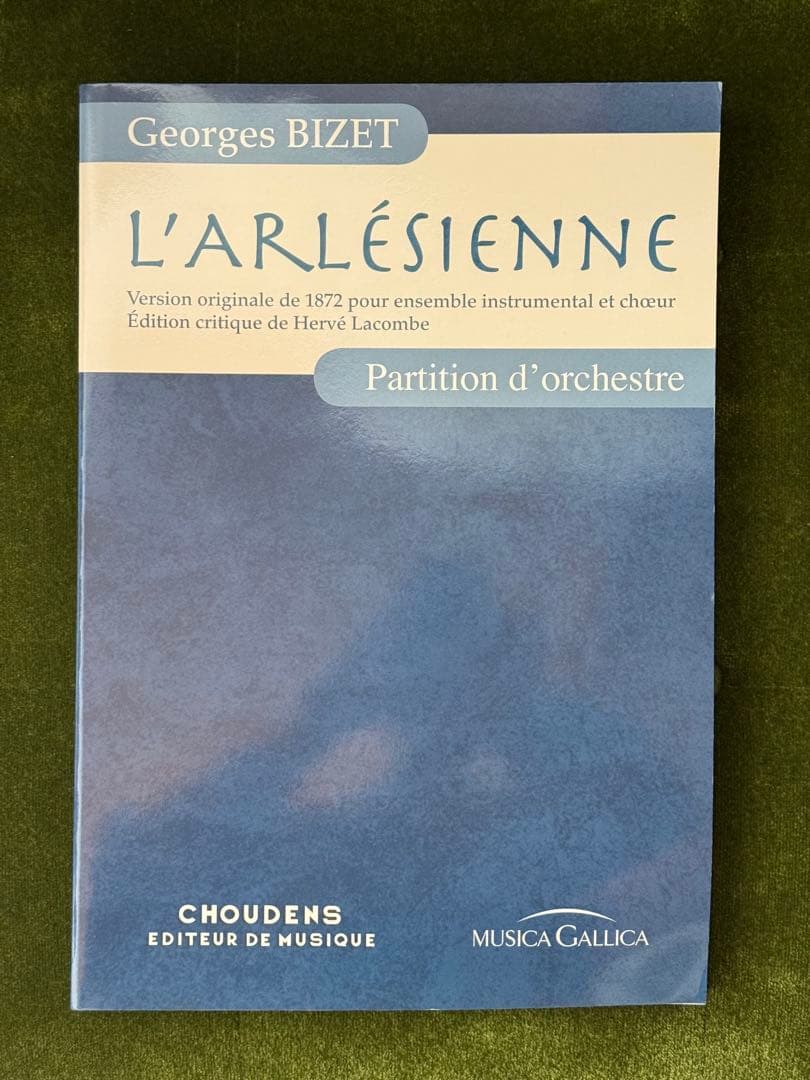 Georges BIZET
L'ARLÉSIENNE
Version originale de 1872 pour ensemble instrumental et chœur
Édition critique de Hervé Lacombe
Partition d'orchestre
CHOUDENS
EDITEUR DE MUSIQUE
MUSICA GALLICA